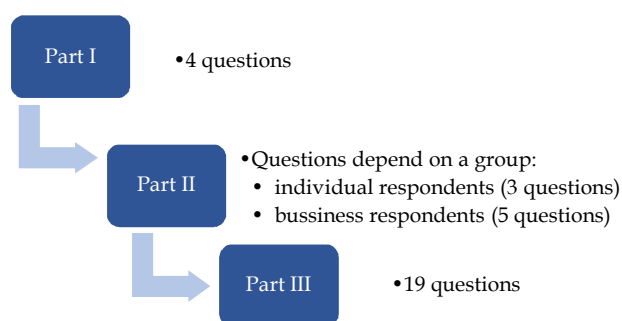 Part I
•4 questions
Part II
•Questions depend on a group:
• individual respondents (3 questions)
• bussiness respondents (5 questions)
Part III
•19 questions